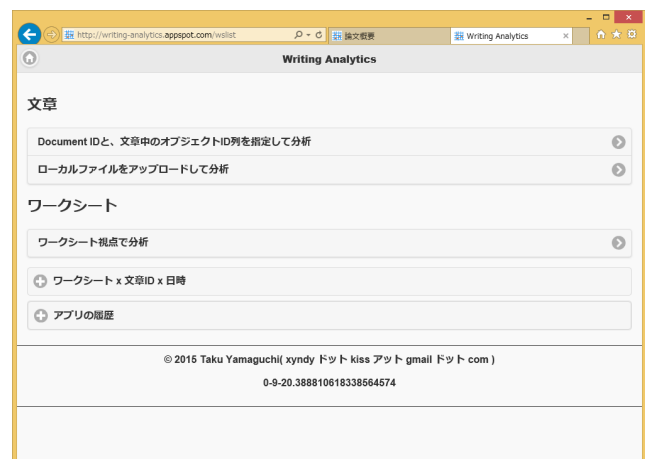 http://writing-analytics.appspot.com/wslist
論文概要
Writing Analytics
Writing Analytics
文章
Document IDと、文章中のオブジェクトID列を指定して分析
ローカルファイルをアップロードして分析
ワークシート
ワークシート視点で分析
ワークシート x 文章ID x 日時
アプリの履歴
© 2015 Taku Yamaguchi( xyndy ドット kiss アット gmail ドット com )
0-9-20.388810618338564574